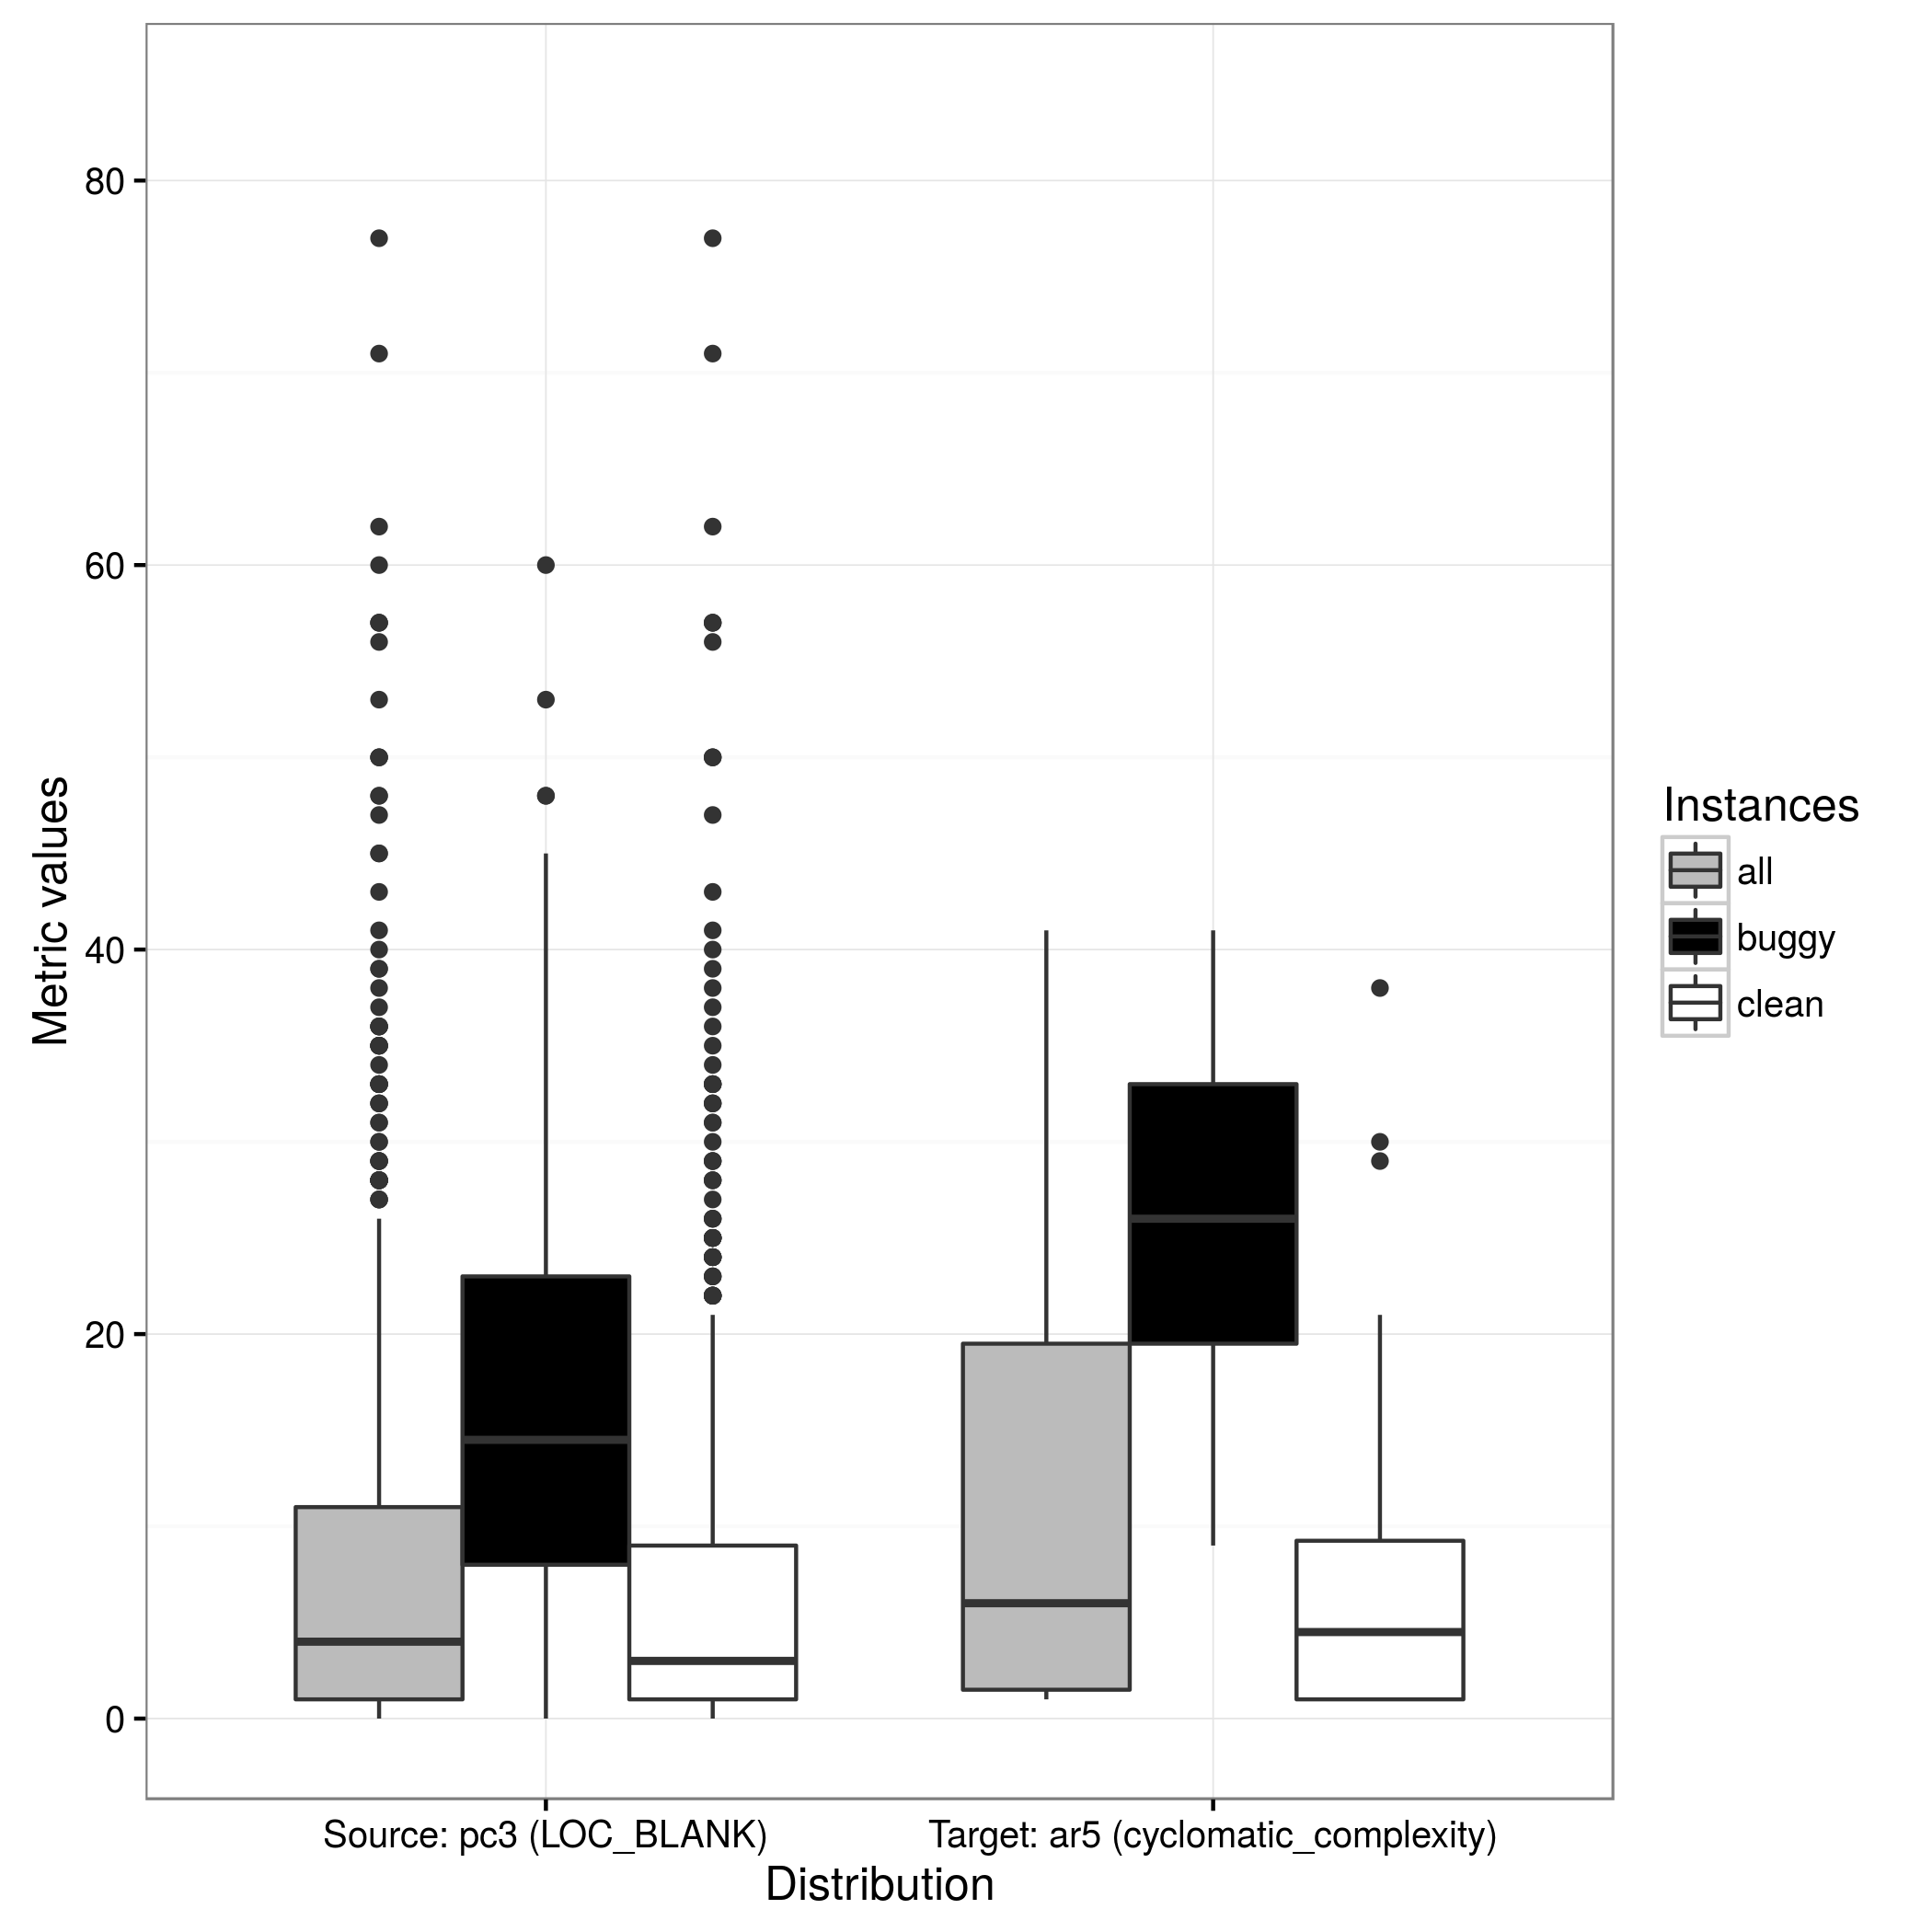 80
60
40
20
0
Metric values
Source: pc3 (LOC_BLANK)
Target: ar5 (cyclomatic_complexity)
Distribution
Instances
all
buggy
clean